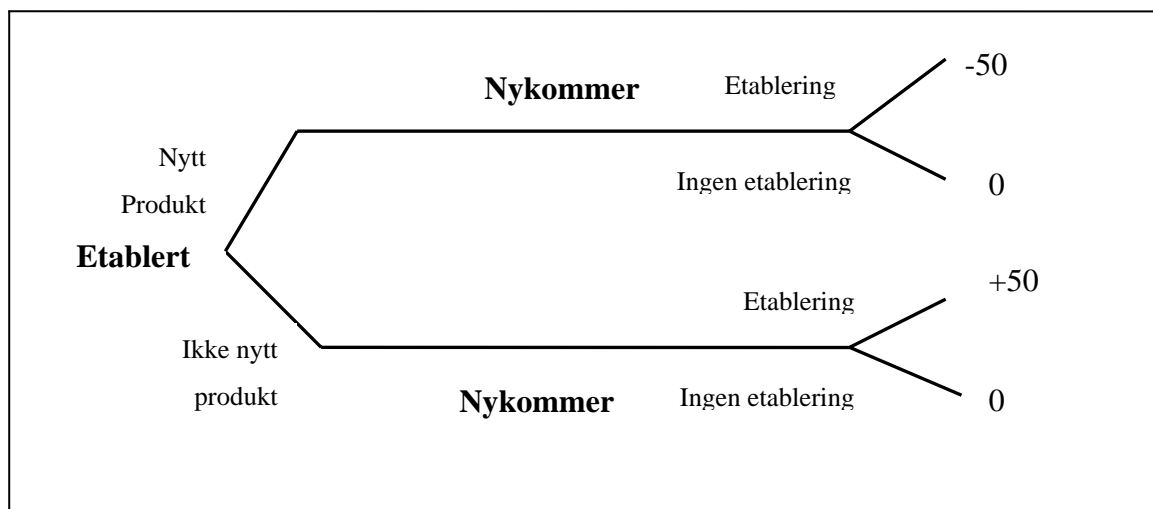 Nykommer
Etablering
-50
Nytt
Produkt
Ingen etablering
0
Etablert
Etablering
+50
Ikke nytt
produkt
Nykommer
Ingen etablering
0